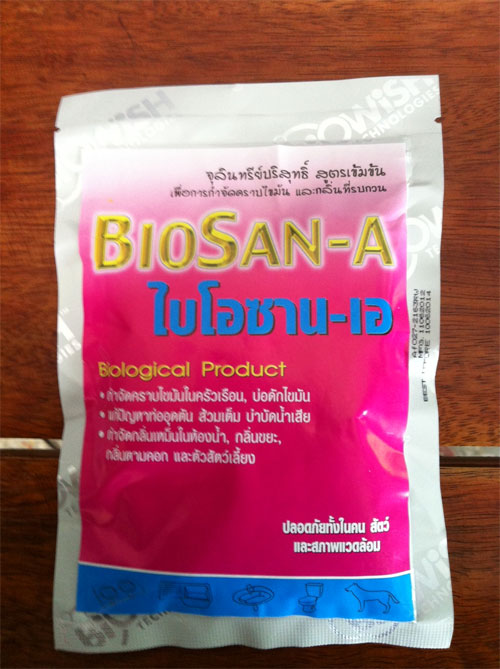 BiOWiSH
TECHNOLOGIES
จุลินทรีย์บริสุทธิ์ สูตรเข้มข้น
เพื่อการกำจัดคราบไขมัน และกลิ่นที่รบกวน
BIOSAN-A
ไบโอซาน-เอ
Biological Product
• กำจัดคราบไขมันในครัวเรือน, บ่อดักไขมัน
• แก้ปัญหาท่ออุดตัน ส้วมเต็ม บำบัดน้ำเสีย
• กำจัดกลิ่นเหม็นในห้องน้ำ, กลิ่นขยะ,
กลิ่นตามคอก และตัวสัตว์เลี้ยง
ปลอดภัยทั้งในคน สัตว์
และสภาพแวดล้อม
MFG. 11062012
BEST BEFORE 10062014